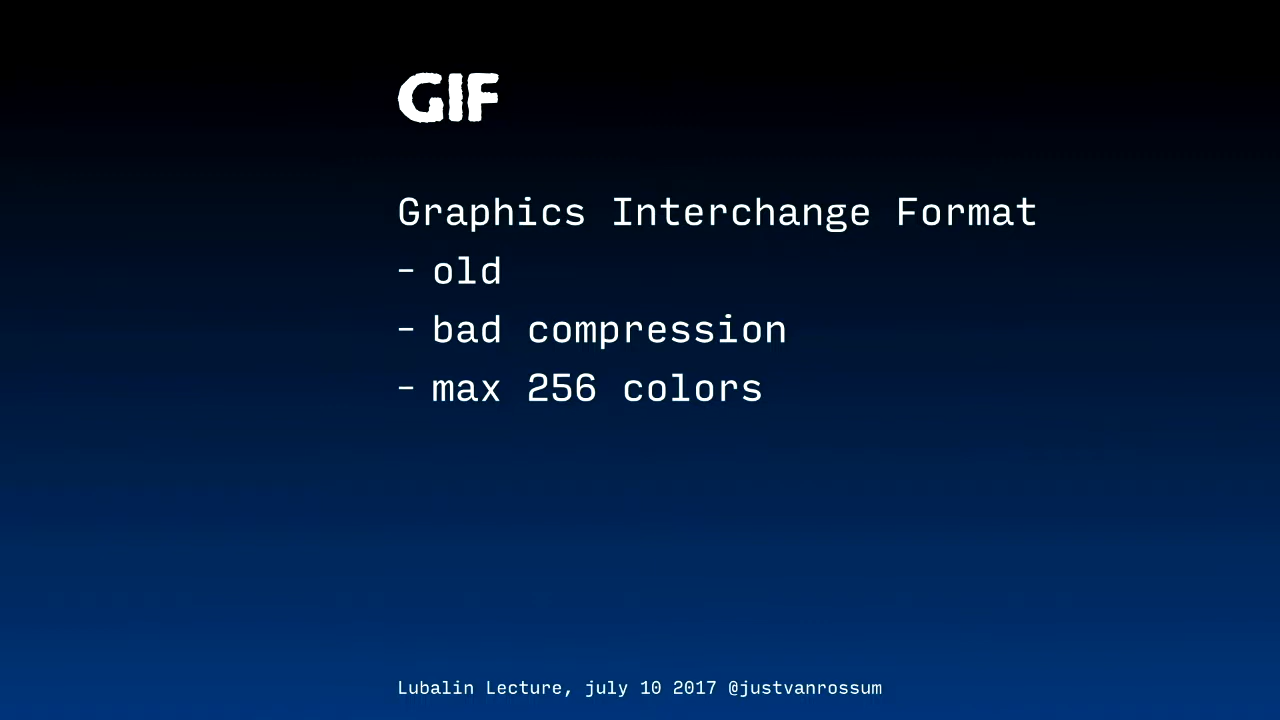 GIF
Graphics Interchange Format
- old
- bad compression
- max 256 colors
Lubalin Lecture, july 10 2017 @justvanrossum